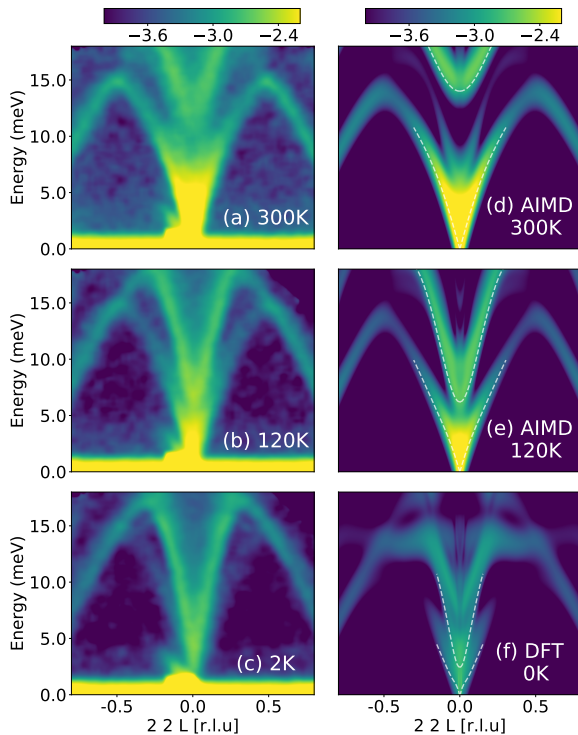 −3.6 −3.0 −2.4
−3.6 −3.0 −2.4
Energy (meV)
15.0
10.0
5.0
0.0
(a) 300K
(d) AIMD
300K
Energy (meV)
15.0
10.0
5.0
0.0
(b) 120K
(e) AIMD
120K
Energy (meV)
15.0
10.0
5.0
0.0
(c) 2K
(f) DFT
0K
-0.5 0.0 0.5
2 2 L [r.l.u]
-0.5 0.0 0.5
2 2 L [r.l.u]